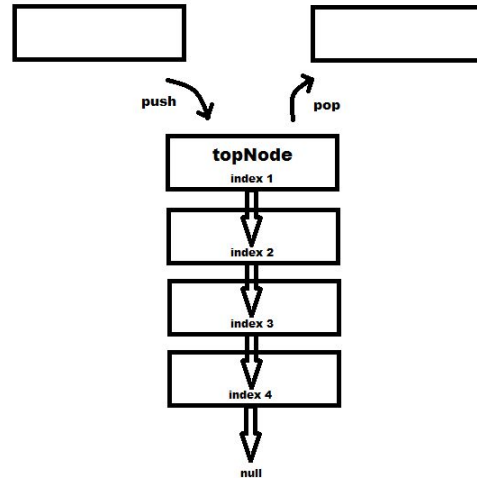 push
pop
topNode
index 1
index 2
index 3
index 4
null